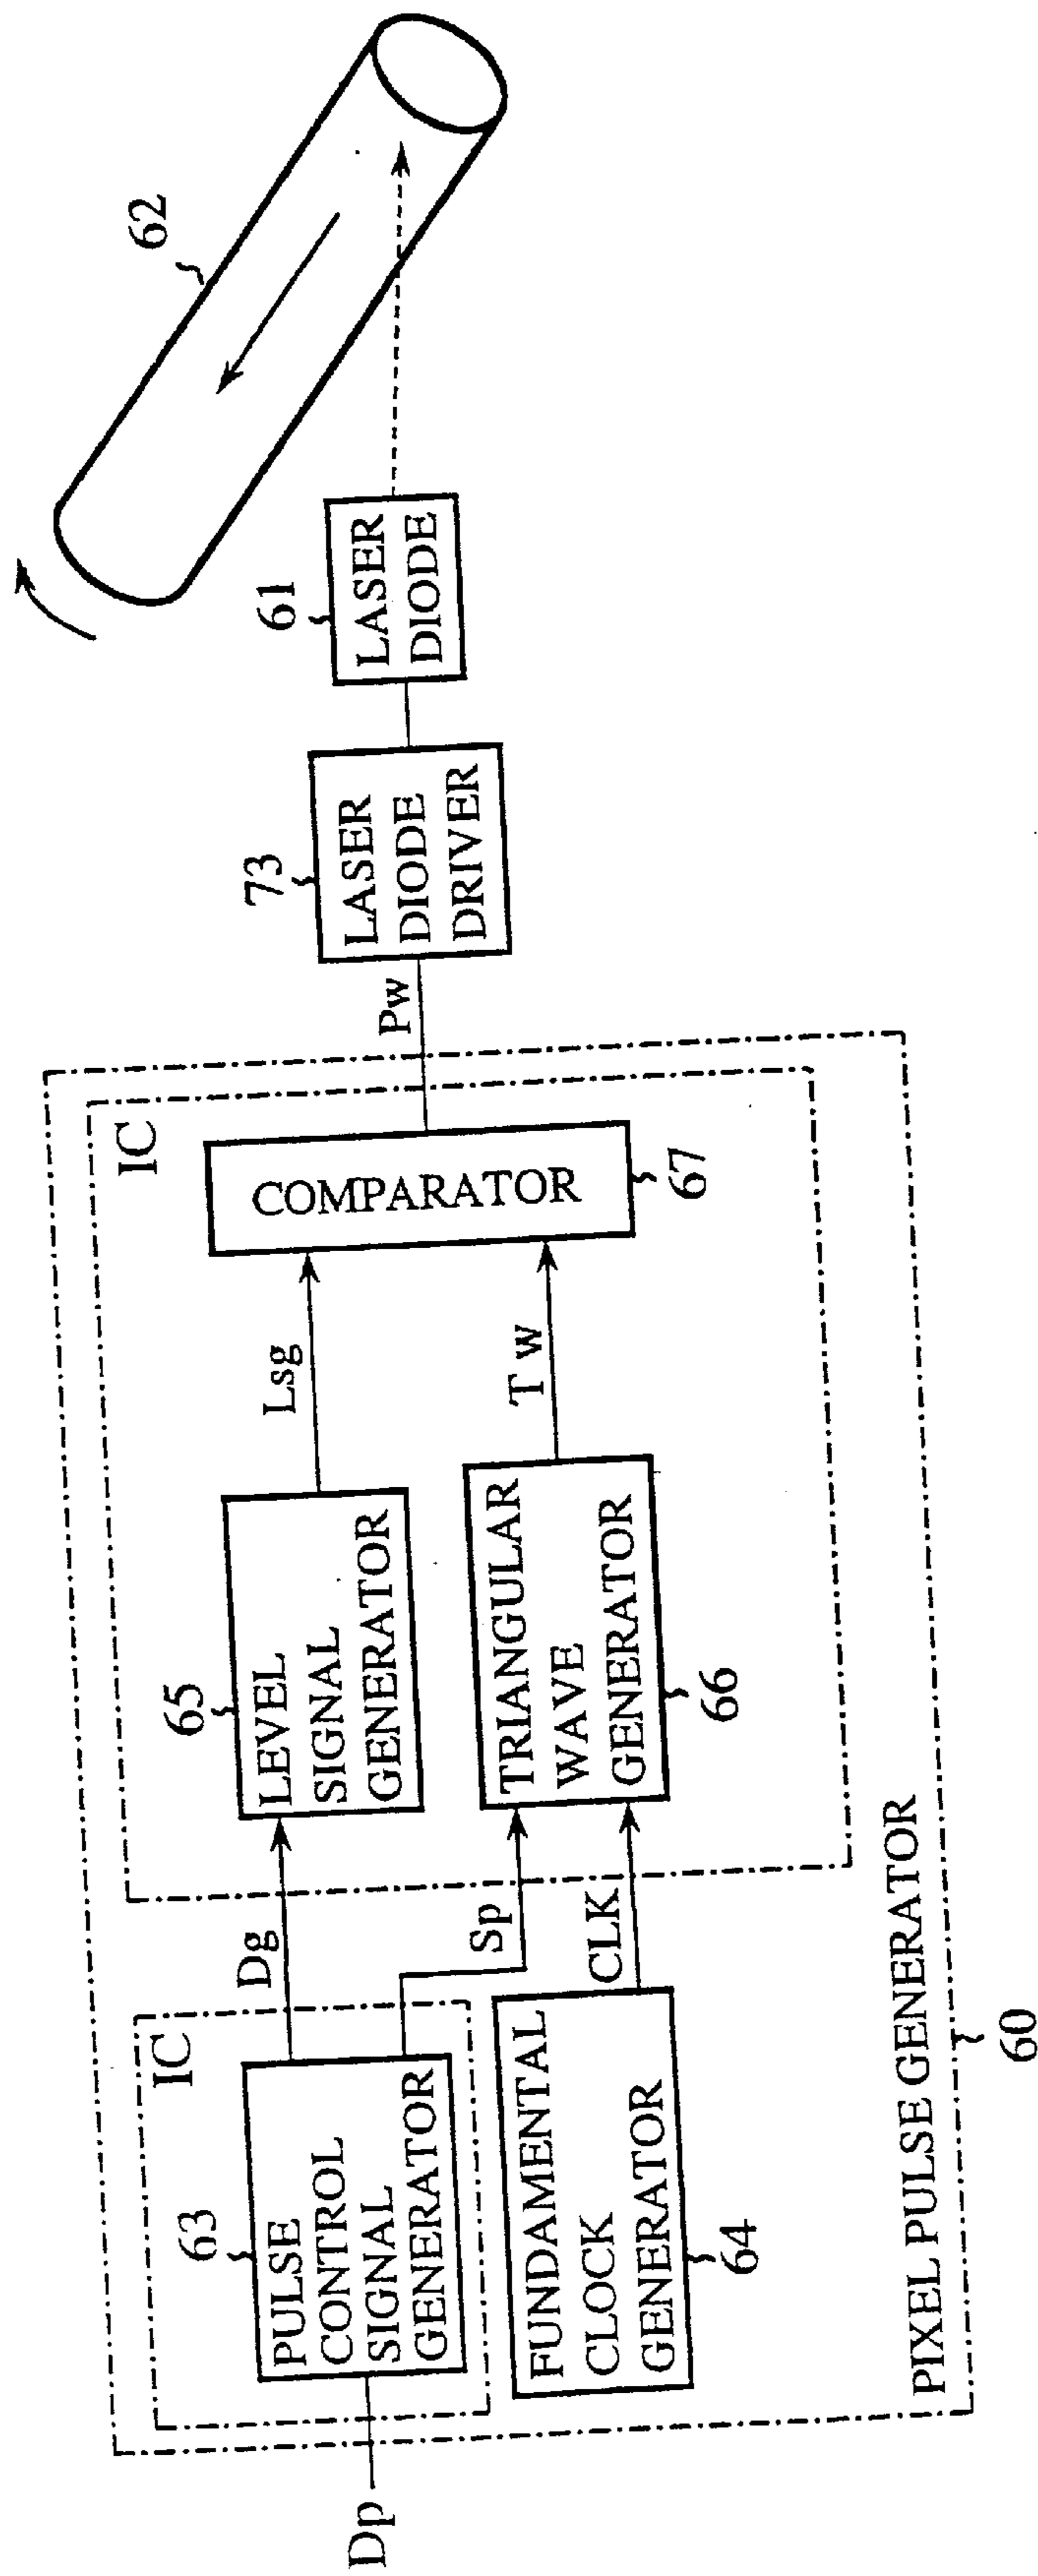 Dp
63
PULSE
CONTROL
SIGNAL
GENERATOR
IC
FUNDAMENTAL
CLOCK
GENERATOR
64
Dg
Sp
CLK
65
LEVEL
SIGNAL
GENERATOR
TRIANGULAR
WAVE
GENERATOR
66
Lsg
T w
IC
COMPARATOR
67
PIXEL PULSE GENERATOR
60
Pw
73
LASER
DIODE
DRIVER
61
LASER
DIODE
62